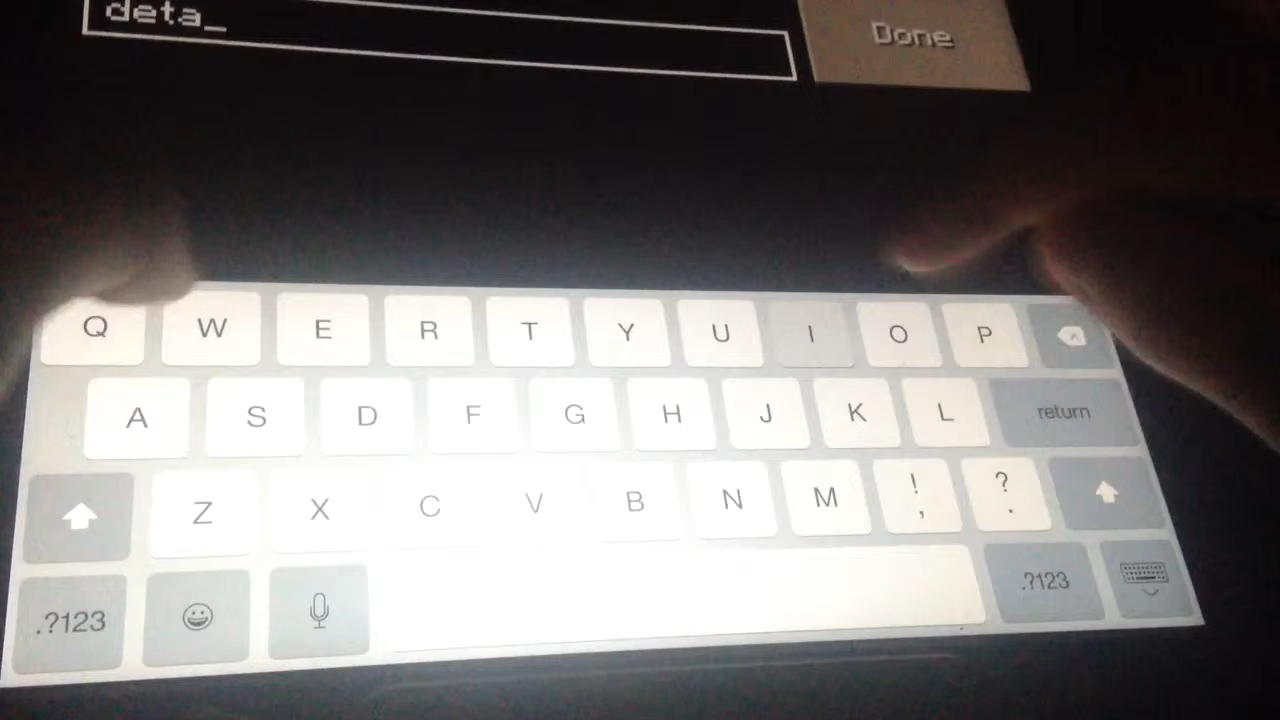 deta_
Done
Q W E R T Y U I O P
A S D F G H J K L return
Z X C V B N M ! , ? .
.?123 .?123